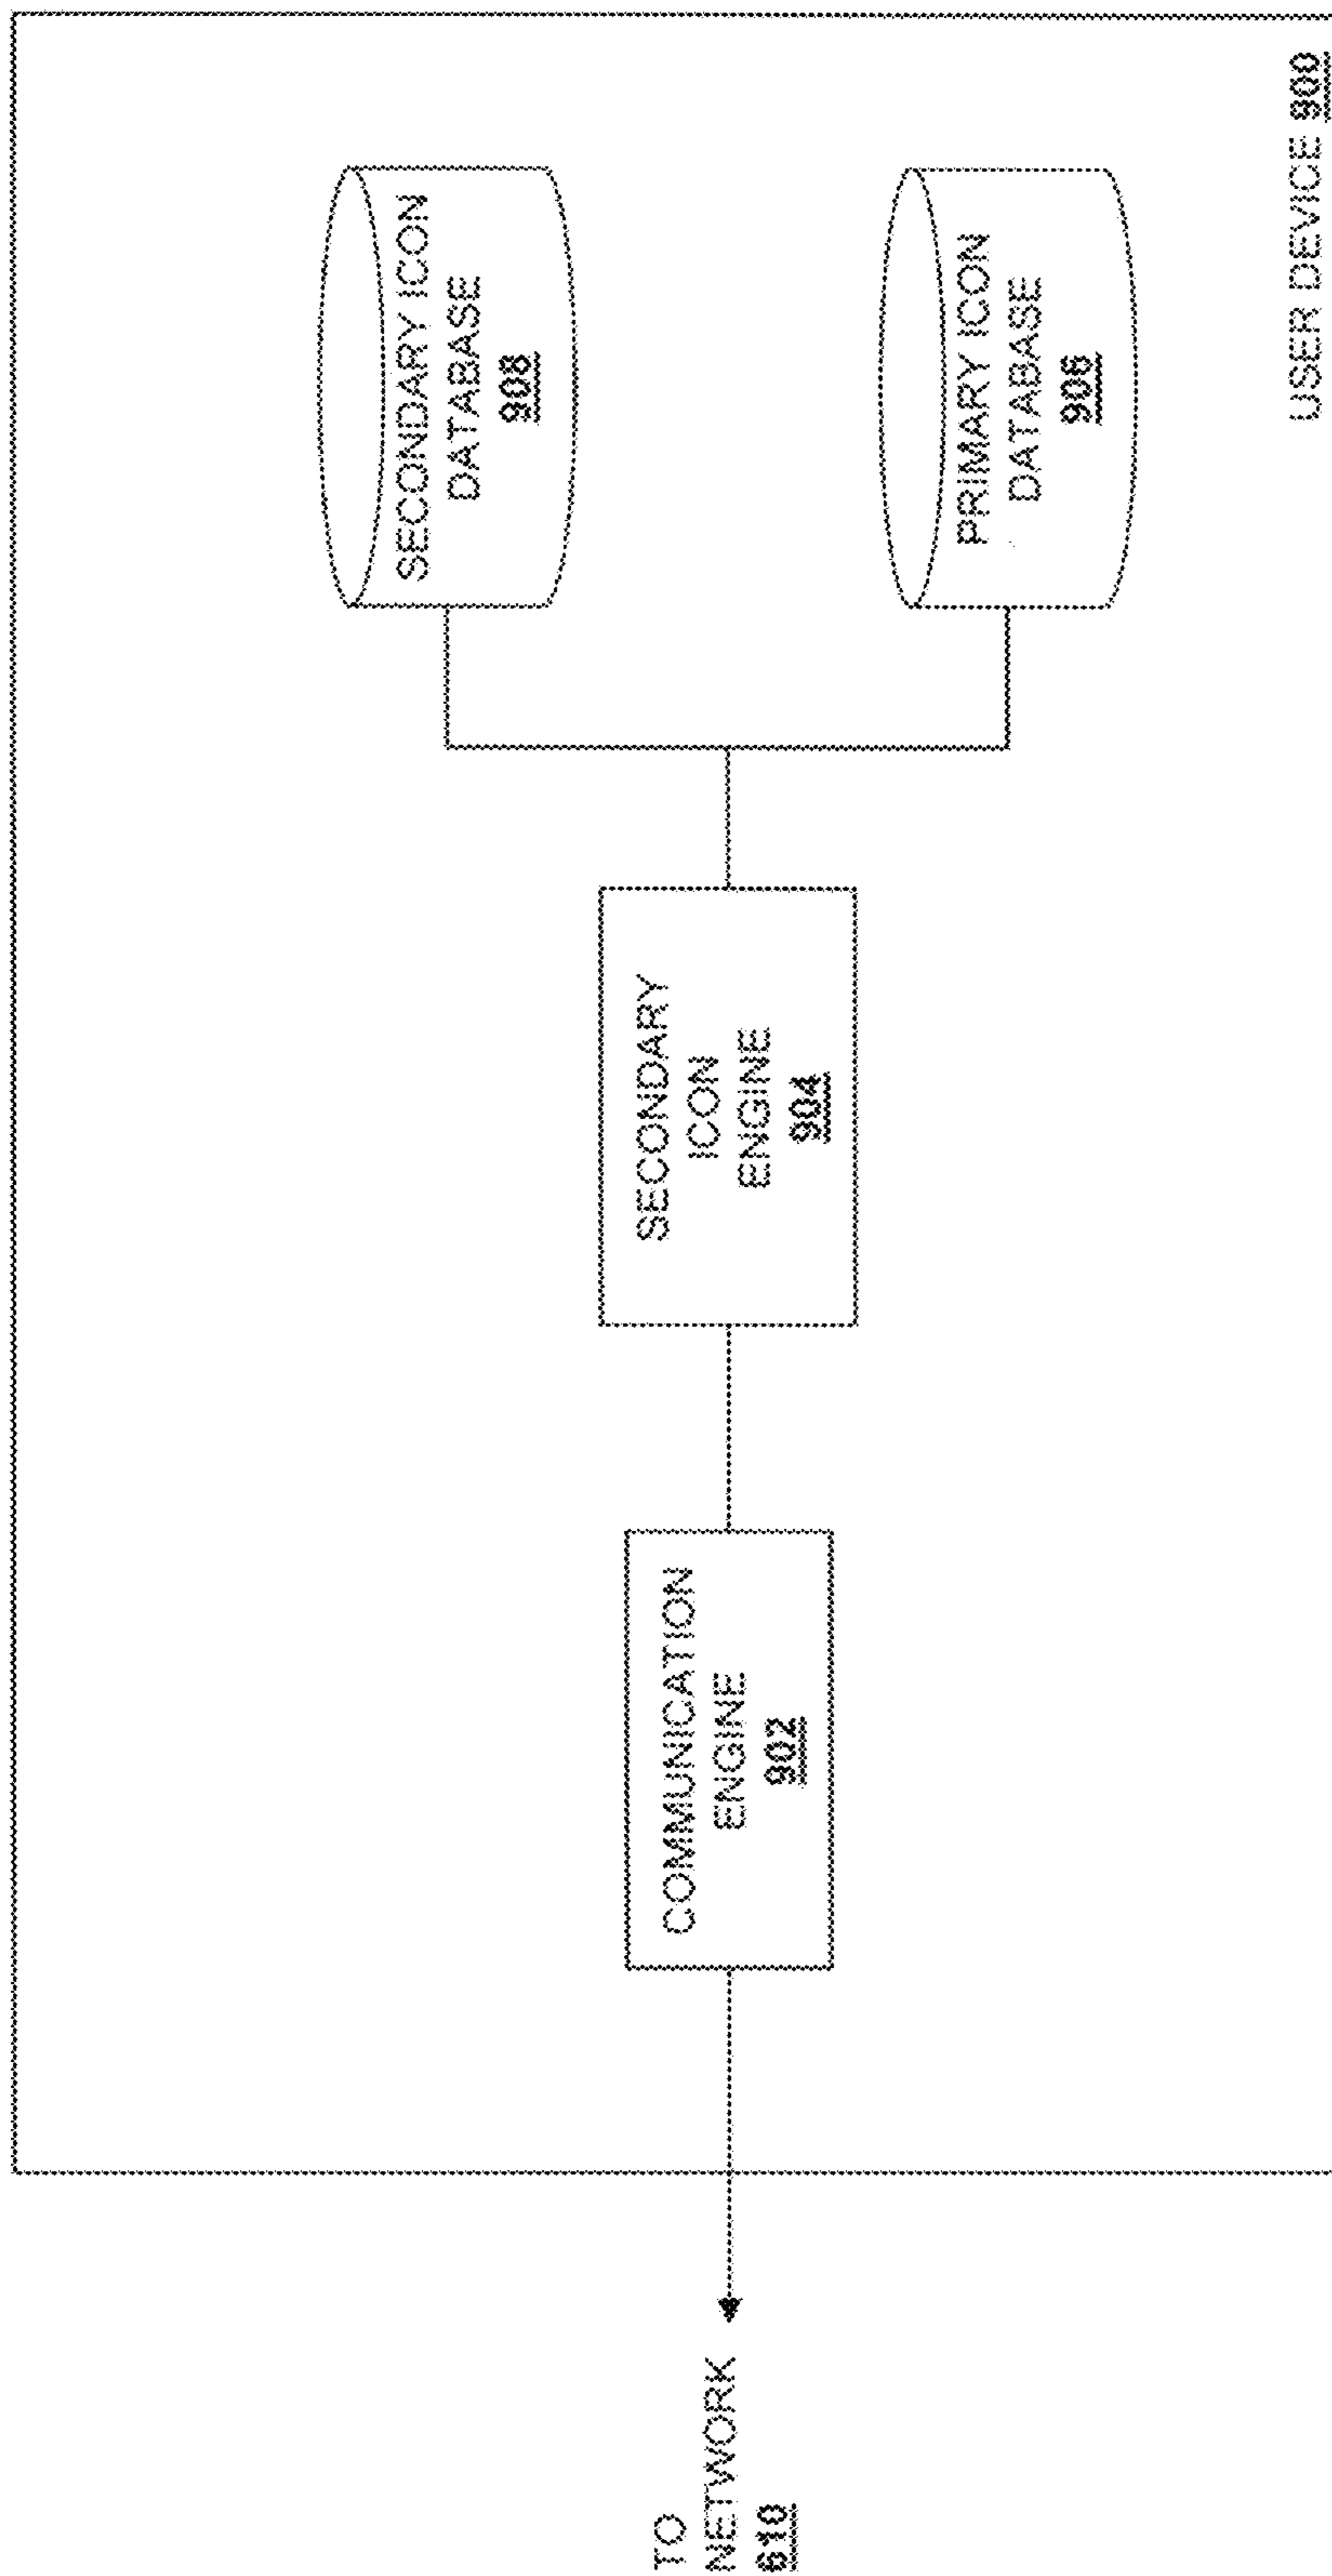 TO
NETWORK
610
COMMUNICATION
ENGINE
902
SECONDARY
ICON
ENGINE
904
SECONDARY ICON
DATABASE
908
PRIMARY ICON
DATABASE
906
USER DEVICE 900